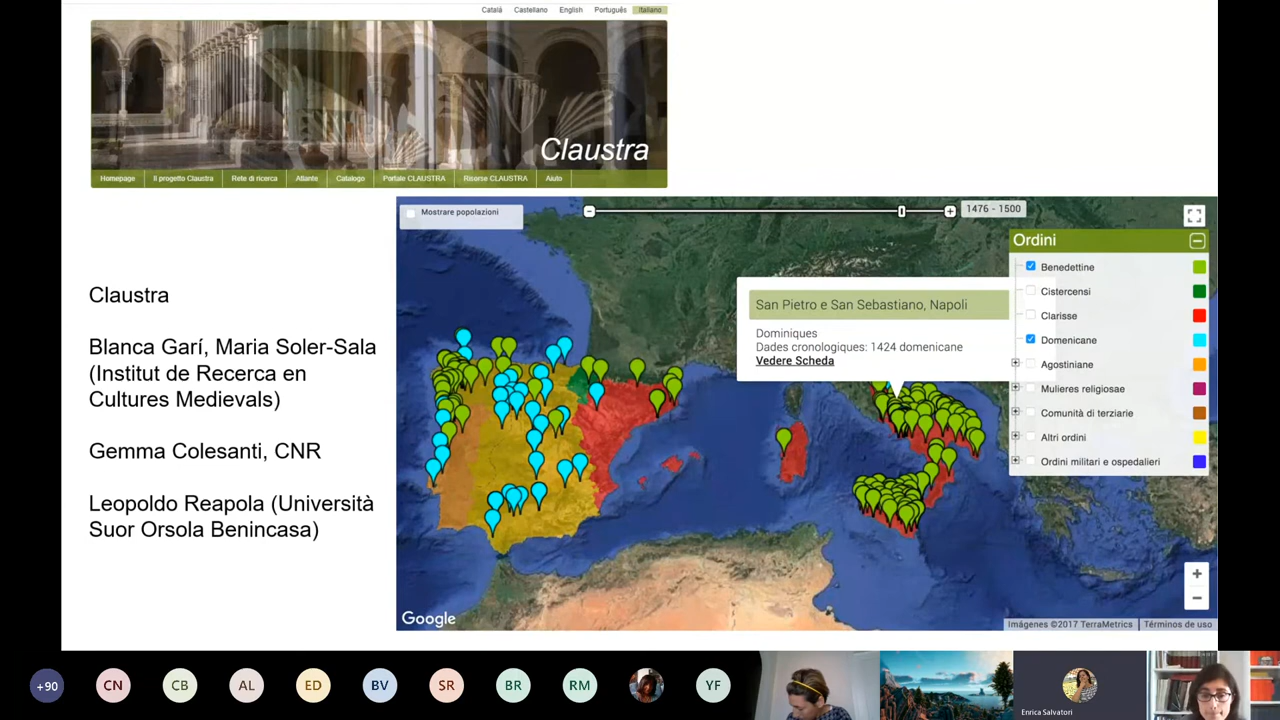 Català Castellano English Português Italiano
Claustra
Homepage Il progetto Claustra Rete di ricerca Atlante Catalogo Portale CLAUSTRA Risorse CLAUSTRA Aiuto
Mostrare popolazioni
1476 - 1500
Ordini
Benedettine
Cistercensi
Clarisse
Domenicane
Agostiniane
Mulieres religiosae
Comunità di terziarie
Altri ordini
Ordini militari e ospedalieri
San Pietro e San Sebastiano, Napoli
Dominiques
Dades cronologiques: 1424 domenicane
Vedere Scheda
Claustra
Blanca Garí, Maria Soler-Sala
(Institut de Recerca en
Cultures Medievals)
Gemma Colesanti, CNR
Leopoldo Reapola (Università
Suor Orsola Benincasa)
Google
Imágenes ©2017 TerraMetrics Términos de uso
+90 CN CB AL ED BV SR BR RM YF
Enrica Salvatori